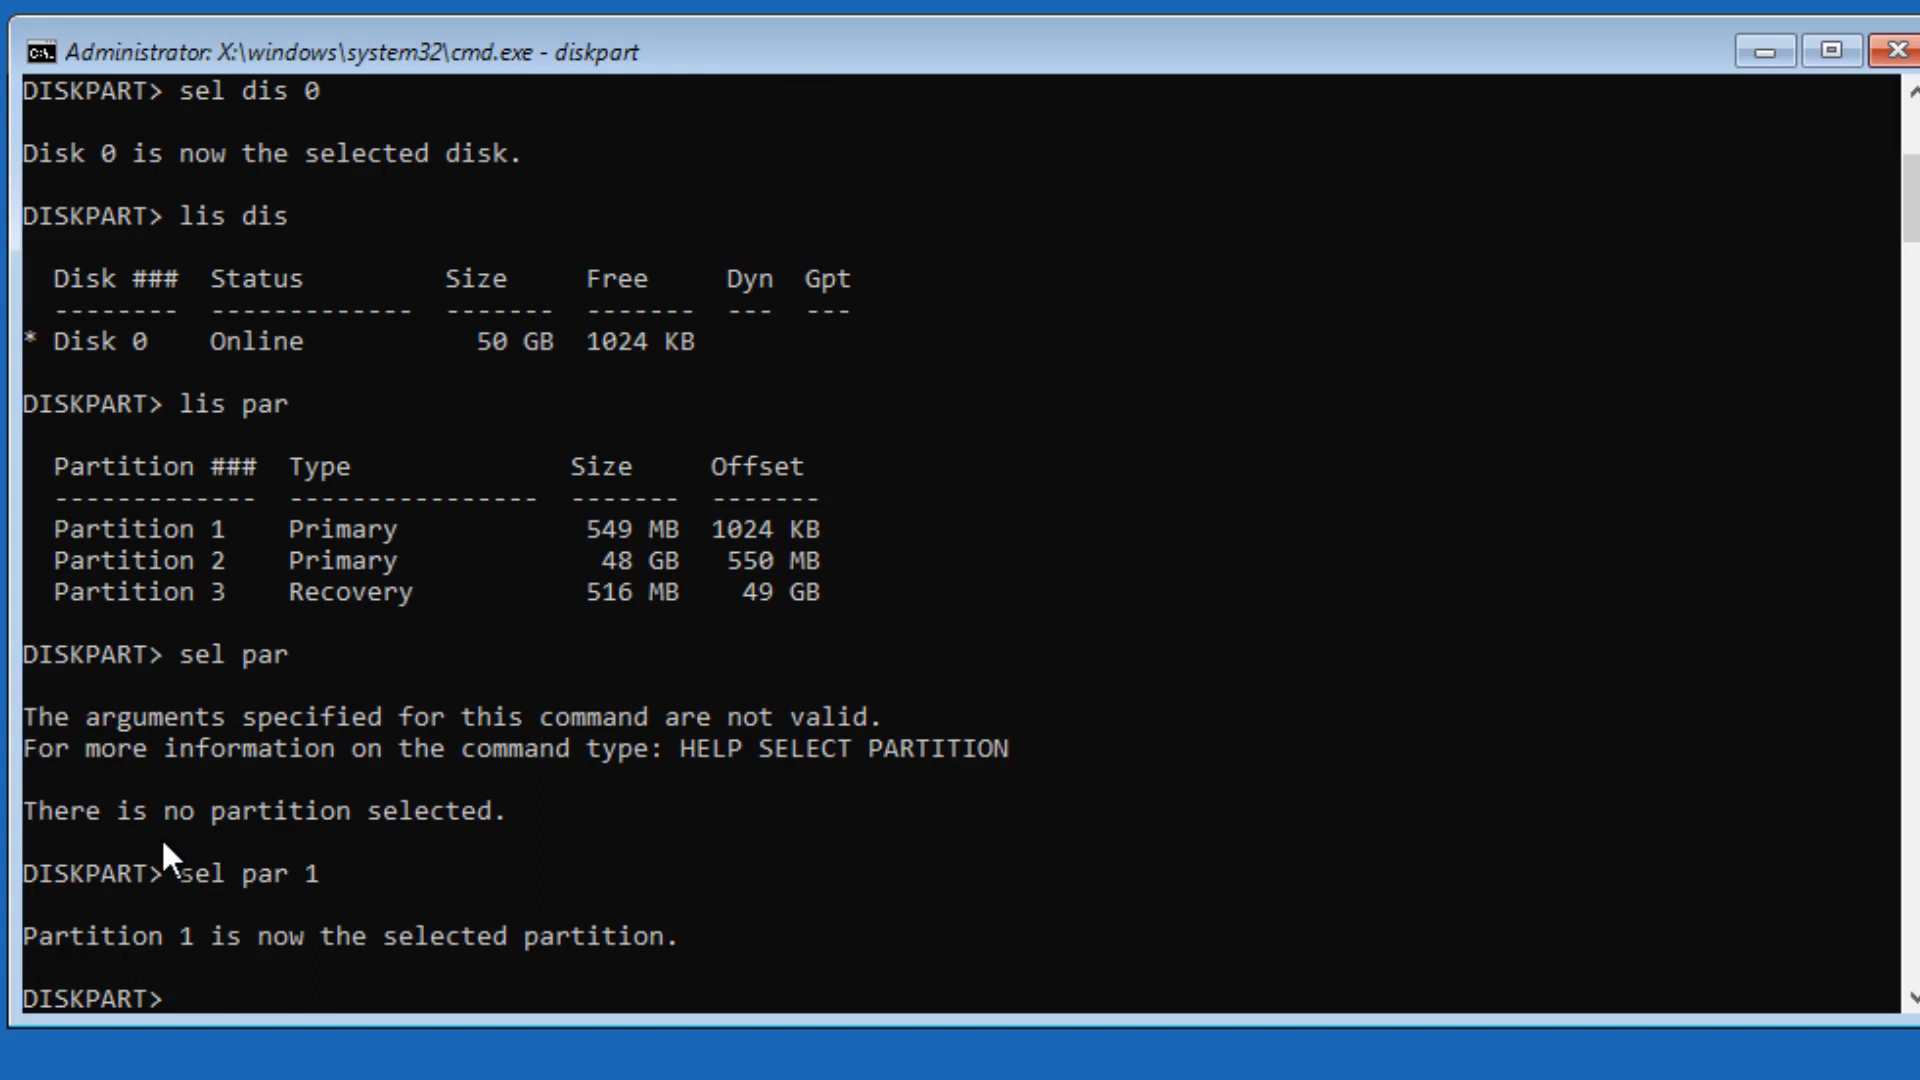 Administrator: X:\windows\system32\cmd.exe - diskpart
DISKPART> sel dis 0
Disk 0 is now the selected disk.
DISKPART> lis dis
  Disk ###  Status         Size     Free     Dyn  Gpt
  --------  -------------  -------  -------  ---  ---
* Disk 0    Online           50 GB  1024 KB
DISKPART> lis par
  Partition ###  Type              Size     Offset
  -------------  ----------------  -------  -------
  Partition 1    Primary            549 MB  1024 KB
  Partition 2    Primary             48 GB   550 MB
  Partition 3    Recovery           516 MB    49 GB
DISKPART> sel par
The arguments specified for this command are not valid.
For more information on the command type: HELP SELECT PARTITION
There is no partition selected.
DISKPART> sel par 1
Partition 1 is now the selected partition.
DISKPART>